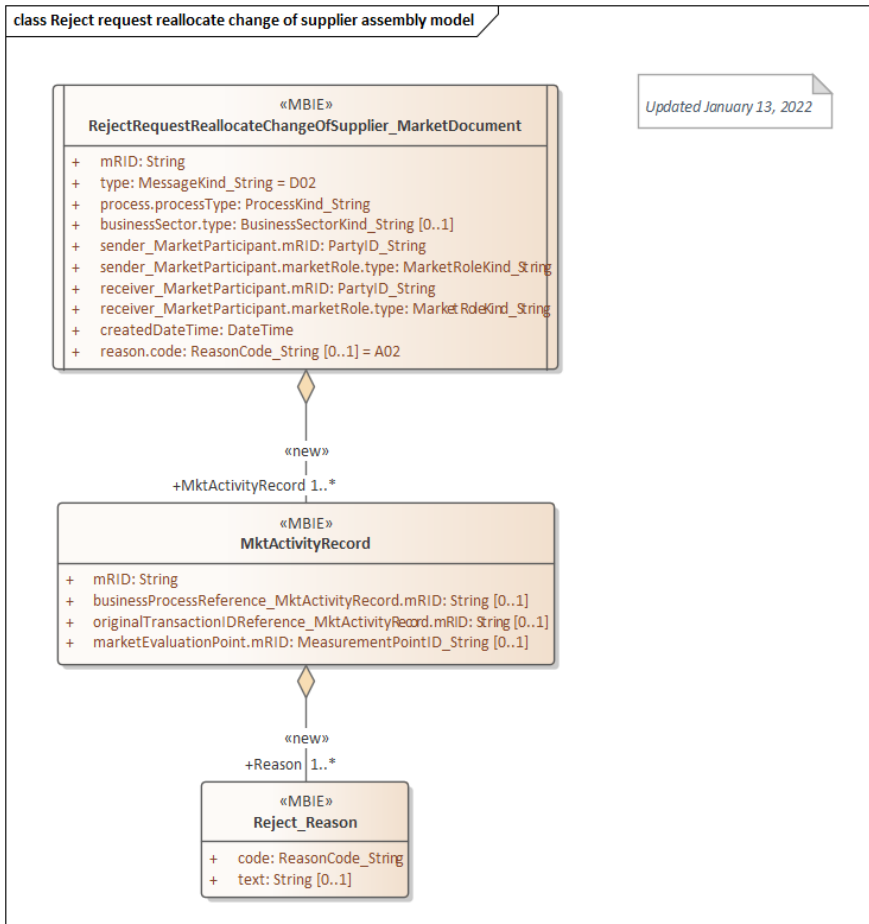 class Reject request reallocate change of supplier assembly model
Updated January 13, 2022
«MBIE»
RejectRequestReallocateChangeOfSupplier_MarketDocument
+ mRID: String
+ type: MessageKind_String = D02
+ process.processType: ProcessKind_String
+ businessSector.type: BusinessSectorKind_String [0..1]
+ sender_MarketParticipant.mRID: PartyID_String
+ sender_MarketParticipant.marketRole.type: MarketRoleKind_String
+ receiver_MarketParticipant.mRID: PartyID_String
+ receiver_MarketParticipant.marketRole.type: MarketRoleKind_String
+ createdDateTime: DateTime
+ reason.code: ReasonCode_String [0..1] = A02
«new»
+MktActivityRecord 1..*
«MBIE»
MktActivityRecord
+ mRID: String
+ businessProcessReference_MktActivityRecord.mRID: String [0..1]
+ originalTransactionIDReference_MktActivityRecord.mRID: String [0..1]
+ marketEvaluationPoint.mRID: MeasurementPointID_String [0..1]
«new»
+Reason 1..*
«MBIE»
Reject_Reason
+ code: ReasonCode_String
+ text: String [0..1]